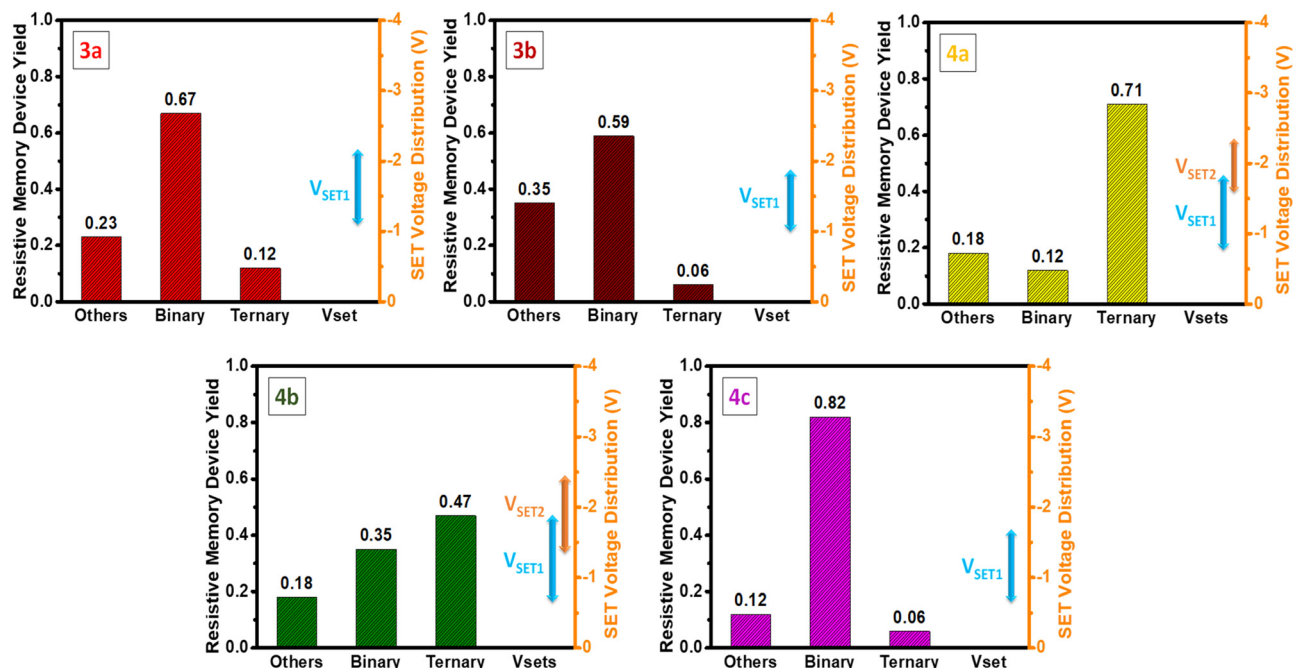 3a
Resistive Memory Device Yield
1.0
0.8
0.6
0.4
0.2
0.0
0.23
0.67
0.12
Others Binary Ternary Vset
VSET1
-4
-3
-2
-1
0
SET Voltage Distribution (V)
3b
Resistive Memory Device Yield
1.0
0.8
0.6
0.4
0.2
0.0
0.35
0.59
0.06
Others Binary Ternary Vset
VSET1
-4
-3
-2
-1
0
SET Voltage Distribution (V)
4a
Resistive Memory Device Yield
1.0
0.8
0.6
0.4
0.2
0.0
0.18
0.12
0.71
Others Binary Ternary Vsets
VSET2
VSET1
-4
-3
-2
-1
0
SET Voltage Distribution (V)
4b
Resistive Memory Device Yield
1.0
0.8
0.6
0.4
0.2
0.0
0.18
0.35
0.47
Others Binary Ternary Vsets
VSET2
VSET1
-4
-3
-2
-1
0
SET Voltage Distribution (V)
4c
Resistive Memory Device Yield
1.0
0.8
0.6
0.4
0.2
0.0
0.12
0.82
0.06
Others Binary Ternary Vset
VSET1
-4
-3
-2
-1
0
SET Voltage Distribution (V)